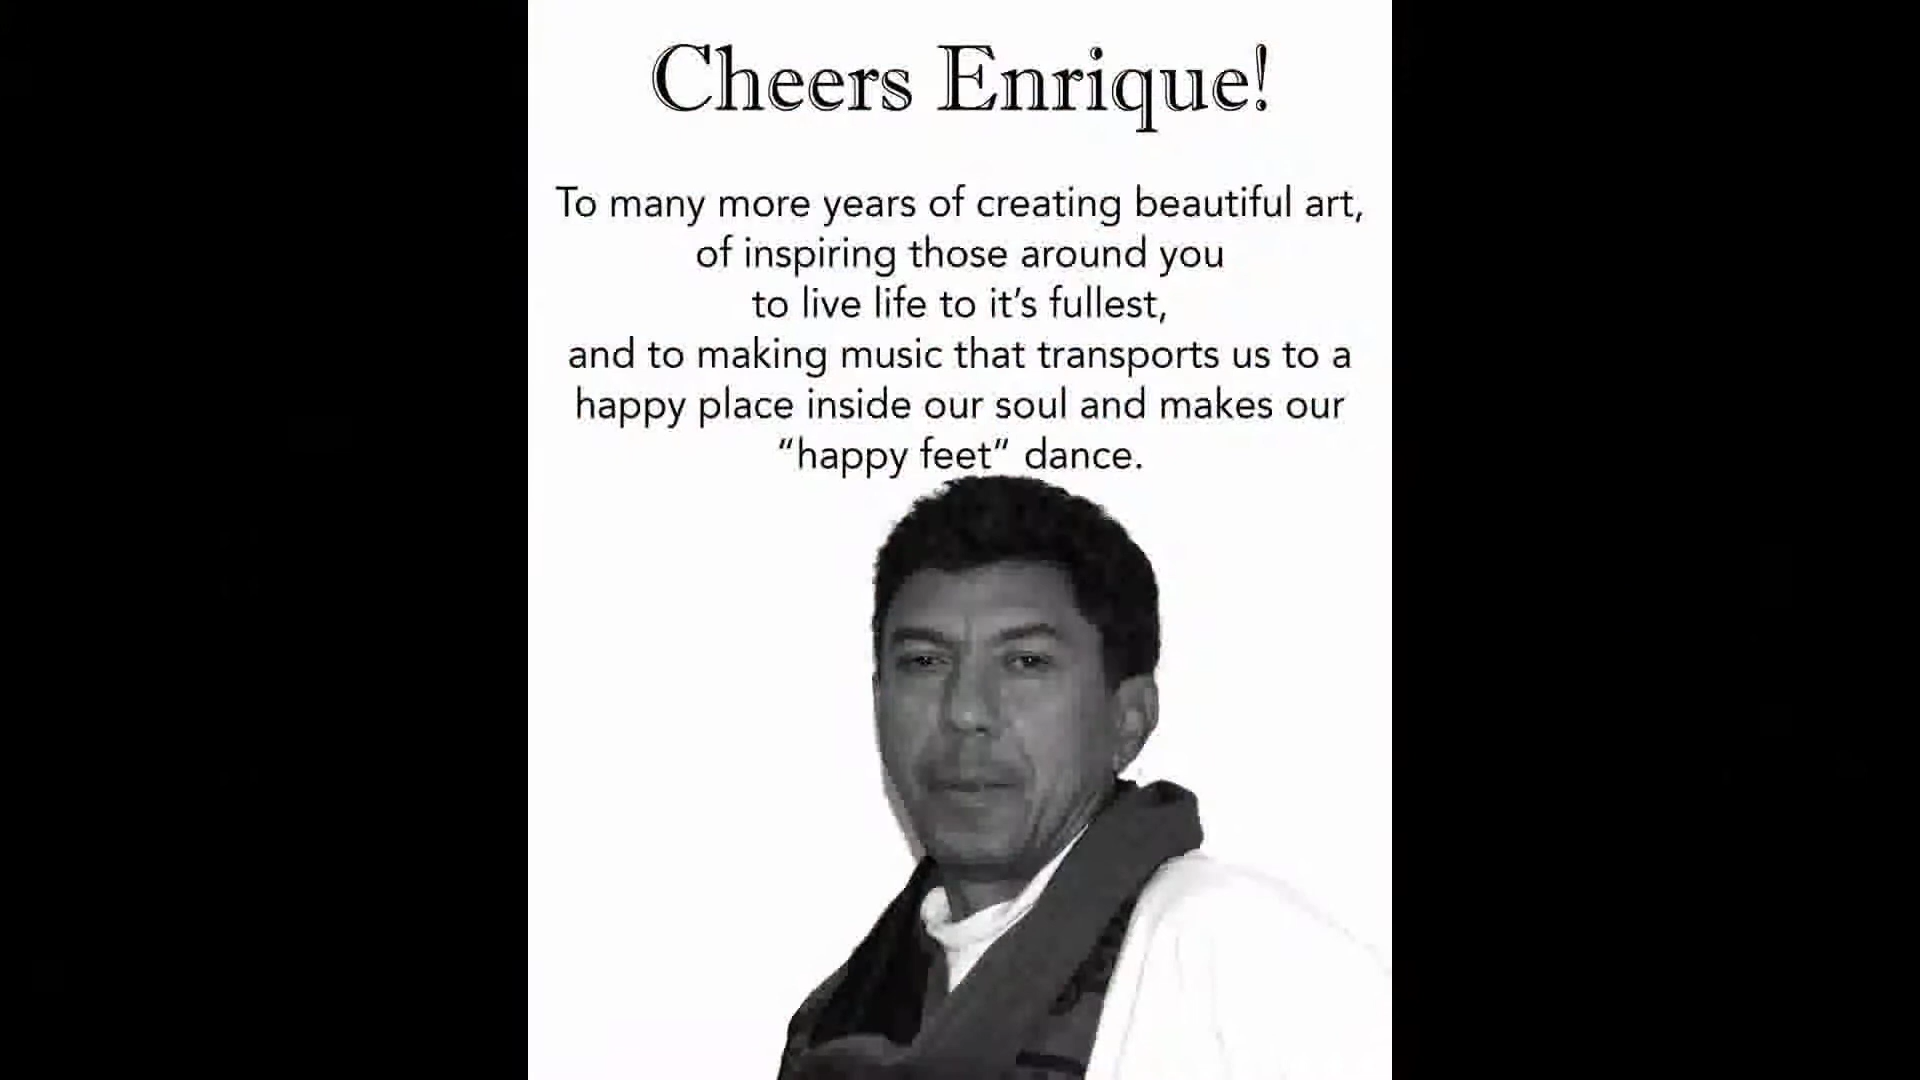 Cheers Enrique!
To many more years of creating beautiful art,
of inspiring those around you
to live life to it’s fullest,
and to making music that transports us to a
happy place inside our soul and makes our
“happy feet” dance.